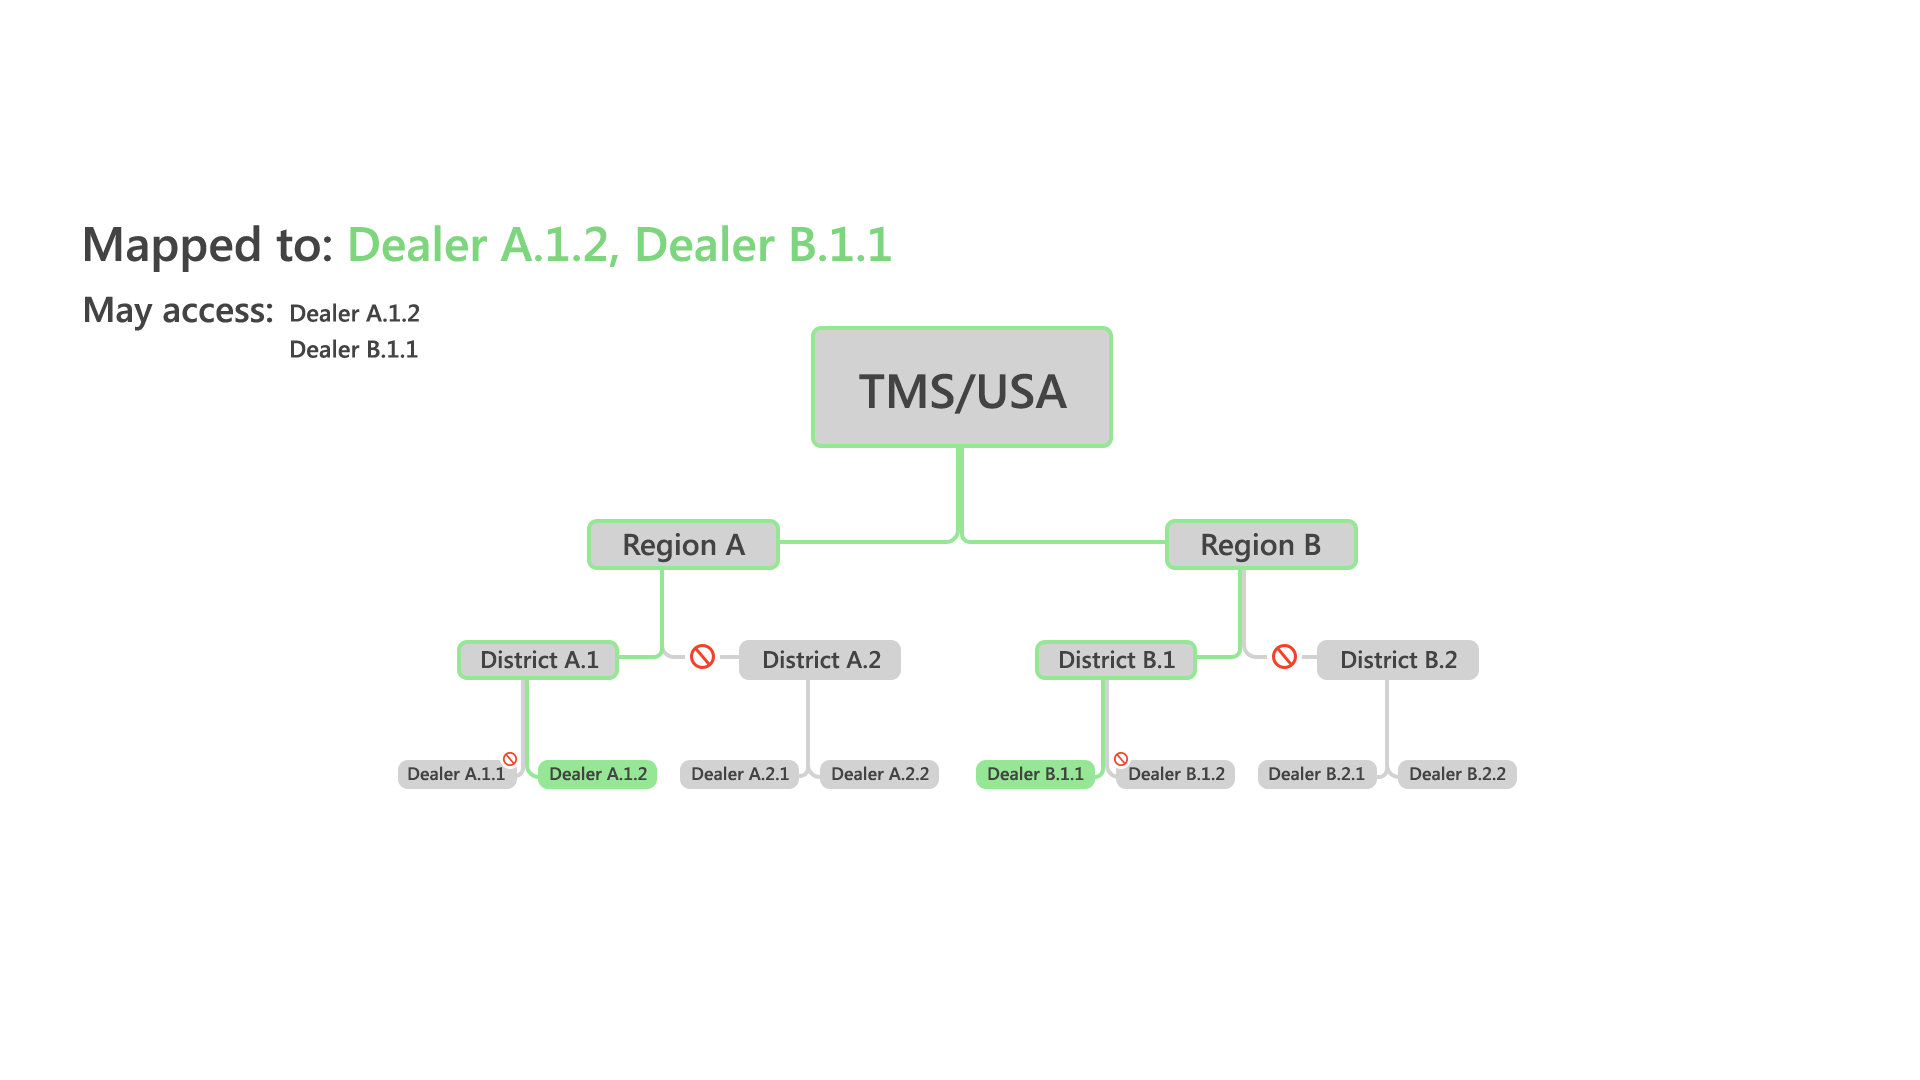 Mapped to: Dealer A.1.2, Dealer B.1.1
May access: Dealer A.1.2
Dealer B.1.1
TMS/USA
Region A
Region B
District A.1
District A.2
District B.1
District B.2
Dealer A.1.1
Dealer A.1.2
Dealer A.2.1
Dealer A.2.2
Dealer B.1.1
Dealer B.1.2
Dealer B.2.1
Dealer B.2.2